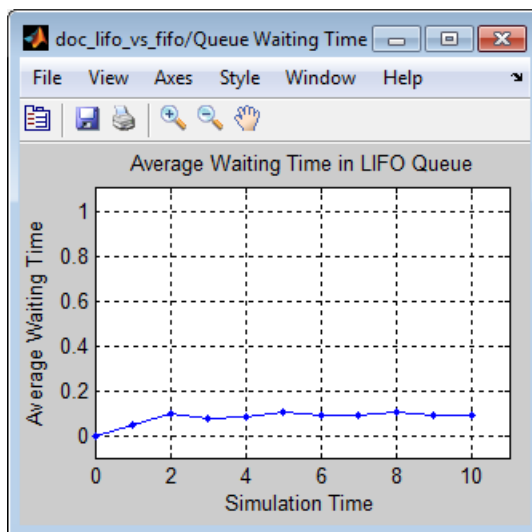 doc_lifo_vs_fifo/Queue Waiting Time
File View Axes Style Window Help
Average Waiting Time in LIFO Queue
Average Waiting Time
1
0.8
0.6
0.4
0.2
0
0 2 4 6 8 10
Simulation Time